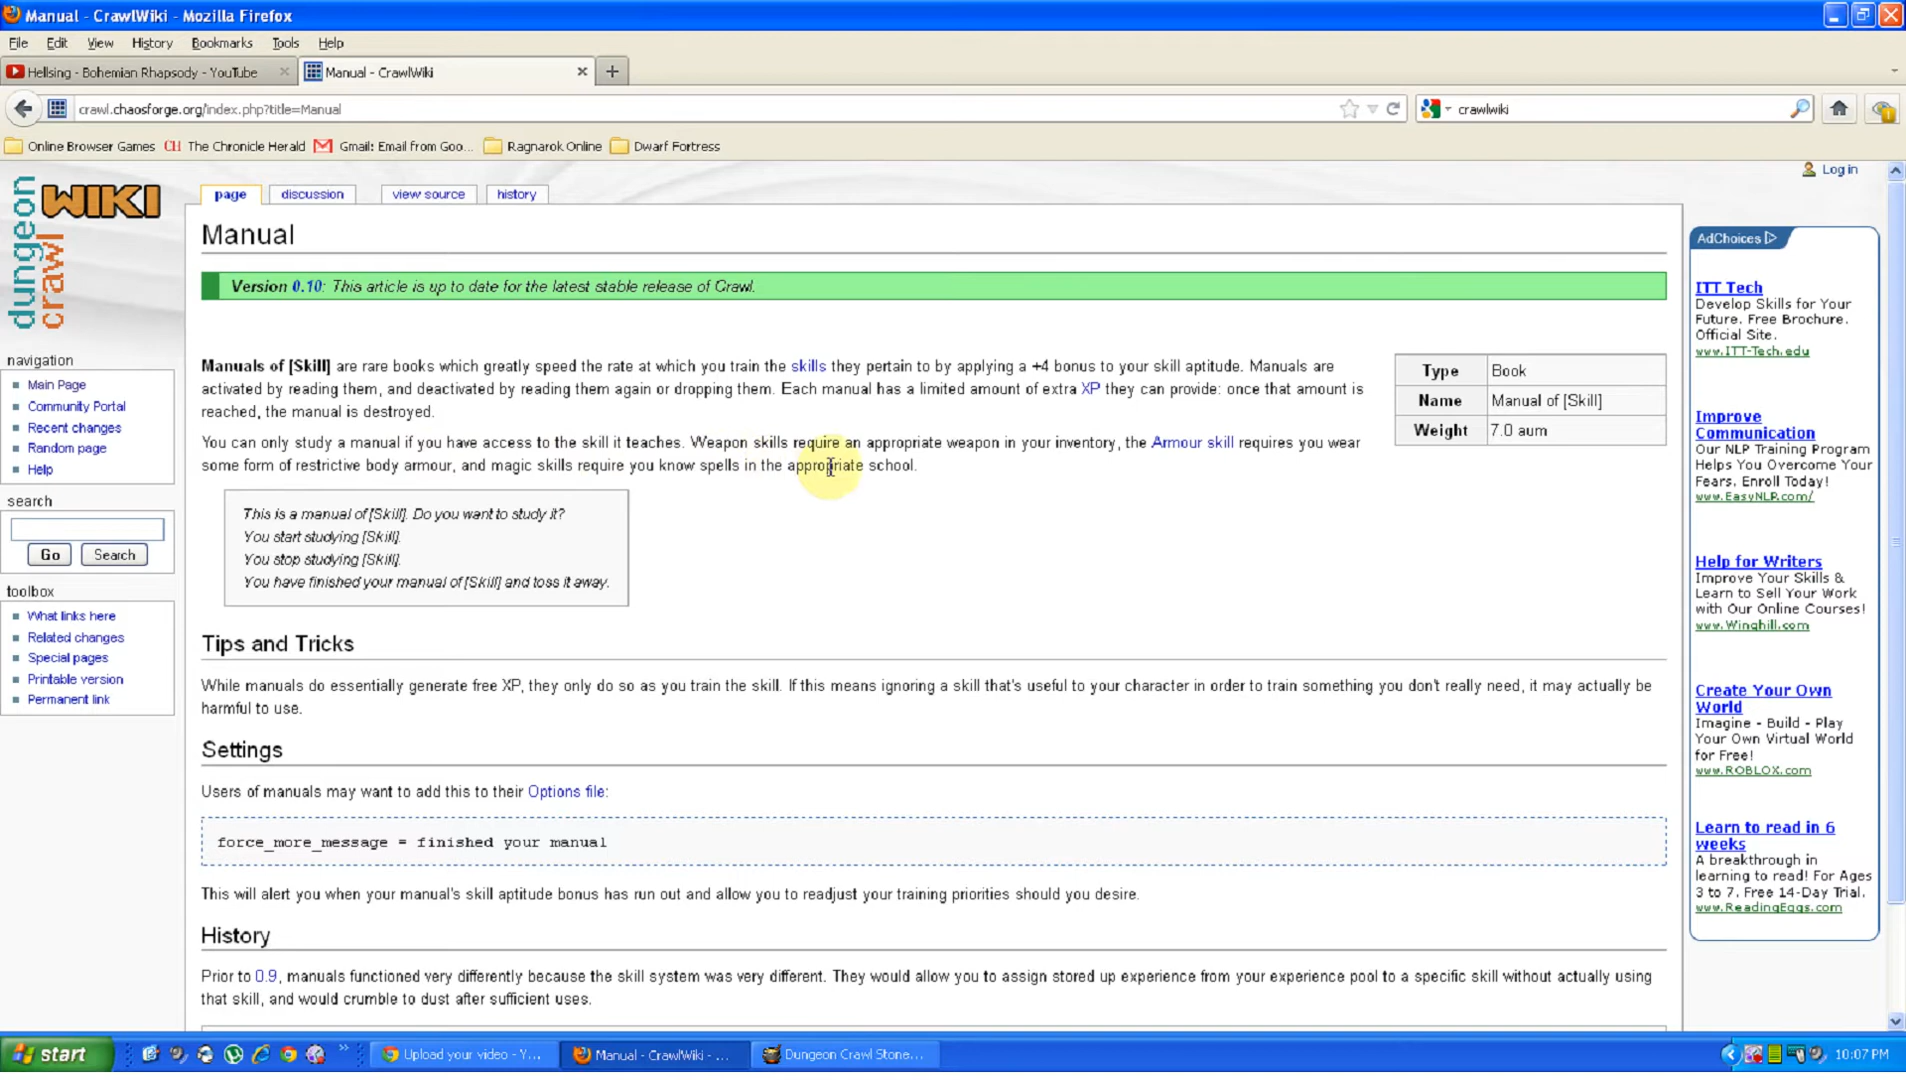 Manual - CrawlWiki - Mozilla Firefox
File Edit View History Bookmarks Tools Help
Hellsing - Bohemian Rhapsody - YouTube
Manual - CrawlWiki
crawl.chaosforge.org/index.php?title=Manual
crawlwiki
Online Browser Games
CH The Chronicle Herald
Gmail: Email from Goo...
Ragnarok Online
Dwarf Fortress
dungeon crawl WIKI
Log in
page discussion view source history
Manual
Version 0.10: This article is up to date for the latest stable release of Crawl.
Manuals of [Skill] are rare books which greatly speed the rate at which you train the skills they pertain to by applying a +4 bonus to your skill aptitude. Manuals are
activated by reading them, and deactivated by reading them again or dropping them. Each manual has a limited amount of extra XP they can provide: once that amount is
reached, the manual is destroyed.
Type Book
Name Manual of [Skill]
Weight 7.0 aum
You can only study a manual if you have access to the skill it teaches. Weapon skills require an appropriate weapon in your inventory, the Armour skill requires you wear
some form of restrictive body armour, and magic skills require you know spells in the appropriate school.
This is a manual of [Skill]. Do you want to study it?
You start studying [Skill].
You stop studying [Skill].
You have finished your manual of [Skill] and toss it away.
Tips and Tricks
While manuals do essentially generate free XP, they only do so as you train the skill. If this means ignoring a skill that's useful to your character in order to train something you don't really need, it may actually be
harmful to use.
Settings
Users of manuals may want to add this to their Options file:
force_more_message = finished your manual
This will alert you when your manual's skill aptitude bonus has run out and allow you to readjust your training priorities should you desire.
History
Prior to 0.9, manuals functioned very differently because the skill system was very different. They would allow you to assign stored up experience from your experience pool to a specific skill without actually using
that skill, and would crumble to dust after sufficient uses.
navigation
Main Page
Community Portal
Recent changes
Random page
Help
search
Go Search
toolbox
What links here
Related changes
Special pages
Printable version
Permanent link
AdChoices
ITT Tech
Develop Skills for Your
Future. Free Brochure.
Official Site.
www.ITT-Tech.edu
Improve
Communication
Our NLP Training Program
Helps You Overcome Your
Fears. Enroll Today!
www.EasyNLP.com/
Help for Writers
Improve Your Skills &
Learn to Sell Your Work
with Our Online Courses!
www.Winghill.com
Create Your Own
World
Imagine - Build - Play
Your Own Virtual World
for Free!
www.ROBLOX.com
Learn to read in 6
weeks
A breakthrough in
learning to read! For Ages
3 to 7. Free 14-Day Trial.
www.ReadingEggs.com
start
Upload your video - Y...
Manual - CrawlWiki - ...
Dungeon Crawl Stone...
10:07 PM